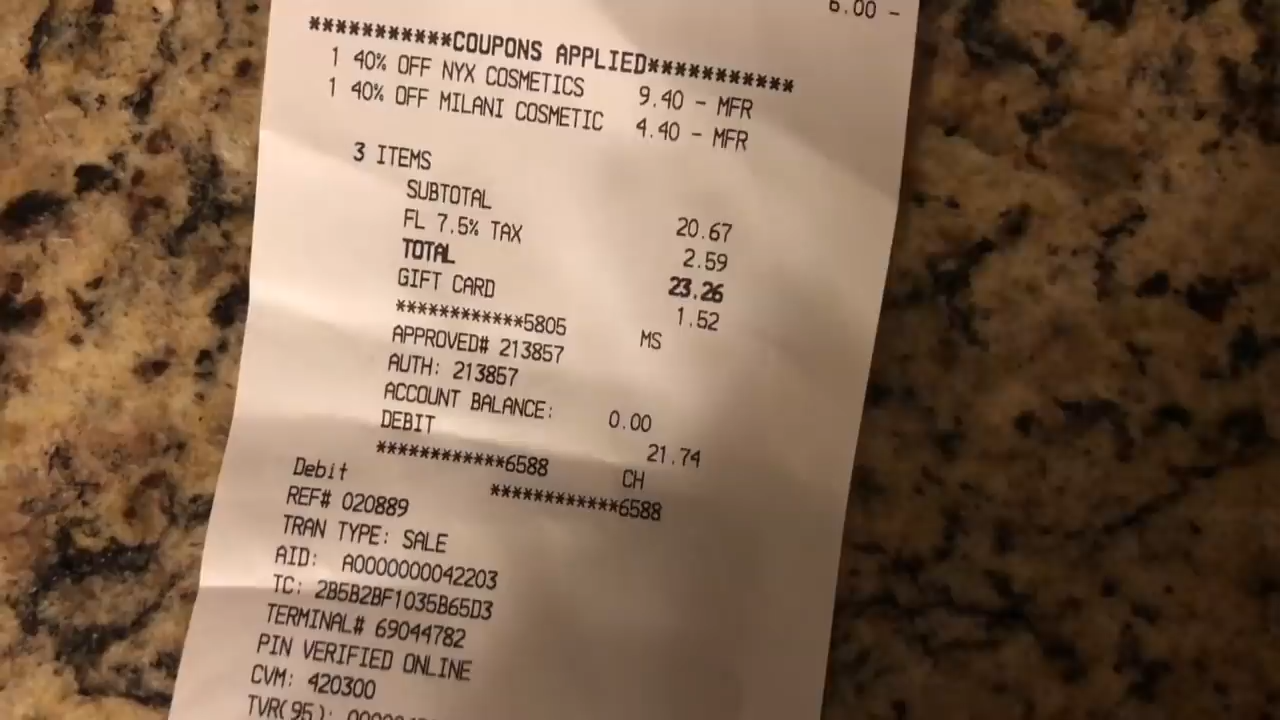 6.00 -
***********COUPONS APPLIED***********
1 40% OFF NYX COSMETICS 9.40 - MFR
1 40% OFF MILANI COSMETIC 4.40 - MFR
3 ITEMS
SUBTOTAL 20.67
FL 7.5% TAX 2.59
TOTAL 23.26
GIFT CARD 1.52
************5805 MS
APPROVED# 213857
AUTH: 213857
ACCOUNT BALANCE: 0.00
DEBIT 21.74
************6588 CH
Debit ************6588
REF# 020889
TRAN TYPE: SALE
AID: A0000000042203
TC: 2B5B2BF1035B65D3
TERMINAL# 69044782
PIN VERIFIED ONLINE
CVM: 420300
TVR(95):